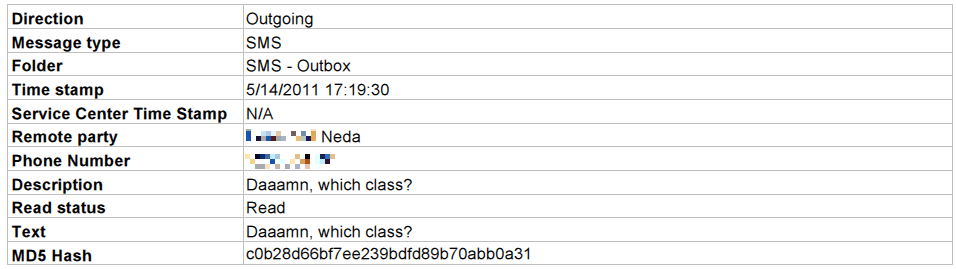 Direction Outgoing
Message type SMS
Folder SMS - Outbox
Time stamp 5/14/2011 17:19:30
Service Center Time Stamp N/A
Remote party Neda
Phone Number
Description Daaamn, which class?
Read status Read
Text Daaamn, which class?
MD5 Hash c0b28d66bf7ee239bdfd89b70abb0a31